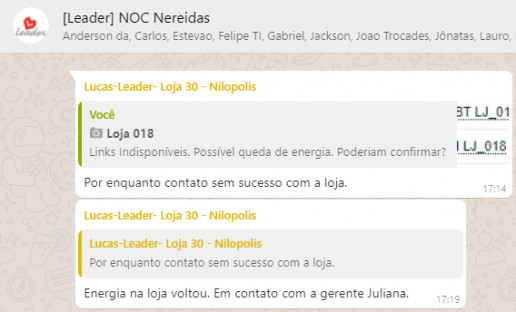 Leader
[Leader] NOC Nereidas
Anderson da, Carlos, Estevao, Felipe TI, Gabriel, Jackson, Joao Trocades, Jônatas, Lauro,
Lucas-Leader- Loja 30 - Nilopolis
Você
BT LJ_01
Loja 018
Links Indisponíveis. Possível queda de energia. Poderiam confirmar?
LJ_018
Por enquanto contato sem sucesso com a loja.
17:14
Lucas-Leader- Loja 30 - Nilopolis
Lucas-Leader- Loja 30 - Nilopolis
Por enquanto contato sem sucesso com a loja.
Energia na loja voltou. Em contato com a gerente Juliana.
17:19